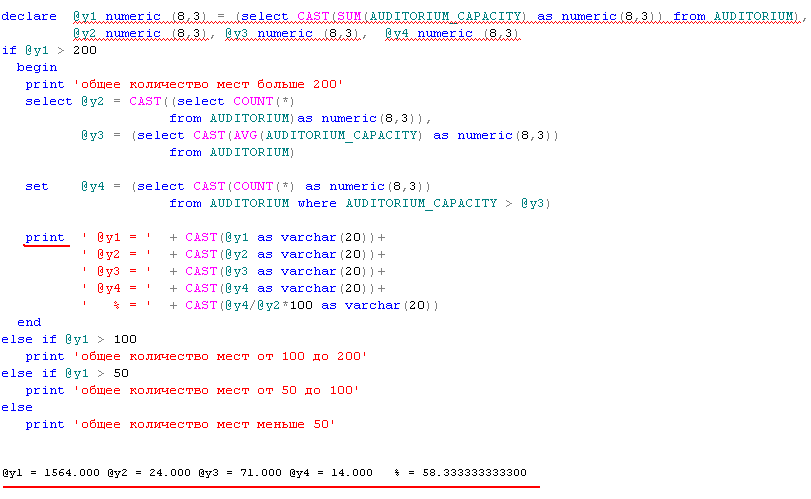 declare  @y1 numeric (8,3) = (select CAST(SUM(AUDITORIUM_CAPACITY) as numeric(8,3)) from AUDITORIUM),
@y2 numeric (8,3), @y3 numeric (8,3),  @y4 numeric (8,3)
if @y1 > 200
begin
print 'общее количество мест больше 200'
select @y2 = CAST((select COUNT(*)
from AUDITORIUM)as numeric(8,3)),
@y3 = (select CAST(AVG(AUDITORIUM_CAPACITY) as numeric(8,3))
from AUDITORIUM)
set    @y4 = (select CAST(COUNT(*) as numeric(8,3))
from AUDITORIUM where AUDITORIUM_CAPACITY > @y3)
print  ' @y1 = '  + CAST(@y1 as varchar(20))+
' @y2 = '  + CAST(@y2 as varchar(20))+
' @y3 = '  + CAST(@y3 as varchar(20))+
' @y4 = '  + CAST(@y4 as varchar(20))+
'   % = '  + CAST(@y4/@y2*100 as varchar(20))
end
else if @y1 > 100
print 'общее количество мест от 100 до 200'
else if @y1 > 50
print 'общее количество мест от 50 до 100'
else
print 'общее количество мест меньше 50'
@y1 = 1564.000 @y2 = 24.000 @y3 = 71.000 @y4 = 14.000   % = 58.333333333300